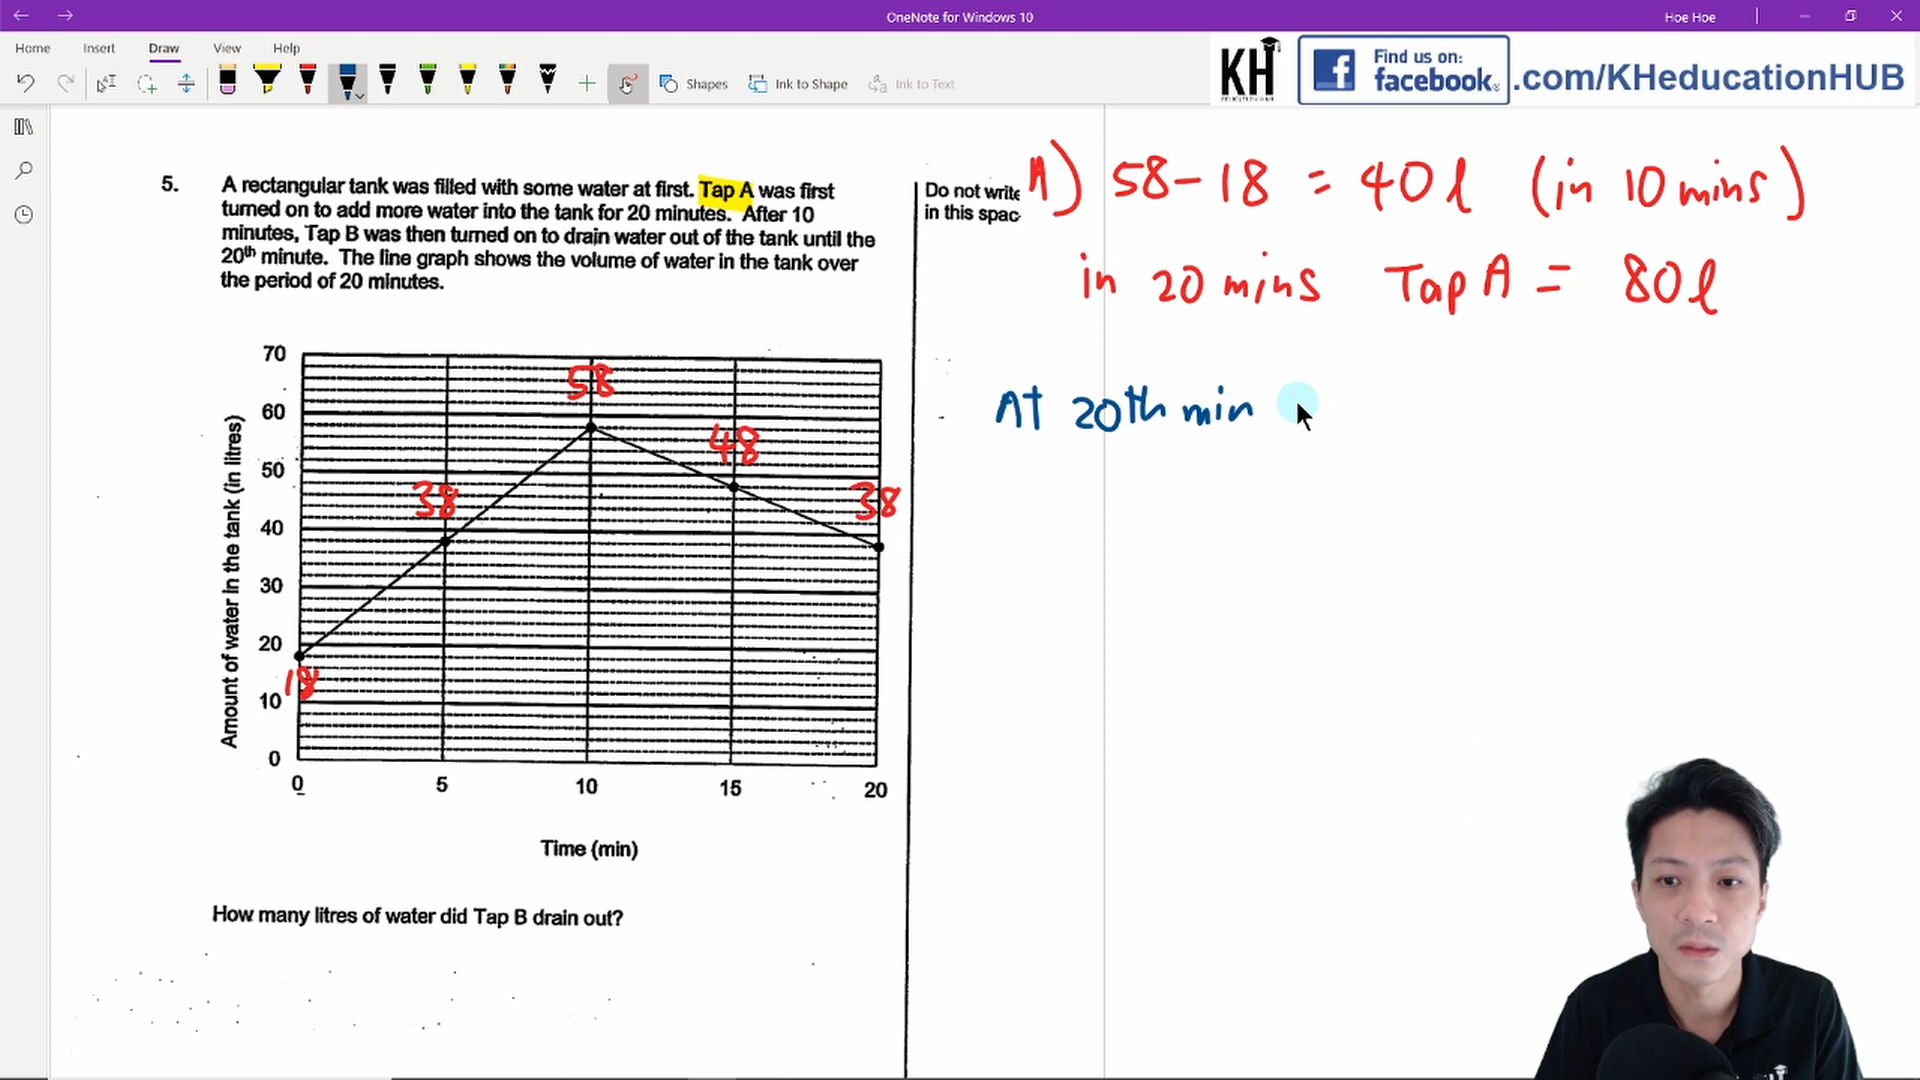 OneNote for Windows 10
Hoe Hoe
Home Insert Draw View Help
Shapes
Ink to Shape
Ink to Text
KH
Find us on:
facebook.
.com/KHeducationHUB
5. A rectangular tank was filled with some water at first. Tap A was first
turned on to add more water into the tank for 20 minutes. After 10
minutes, Tap B was then turned on to drain water out of the tank until the
20th minute. The line graph shows the volume of water in the tank over
the period of 20 minutes.
Do not write
in this spac
A) 58 - 18 = 40 l (in 10 mins)
in 20 mins Tap A = 80 l
At 20th min
Amount of water in the tank (in litres)
70
60
50
40
30
20
10
0
58
48
38
38
18
0 5 10 15 20
Time (min)
How many litres of water did Tap B drain out?